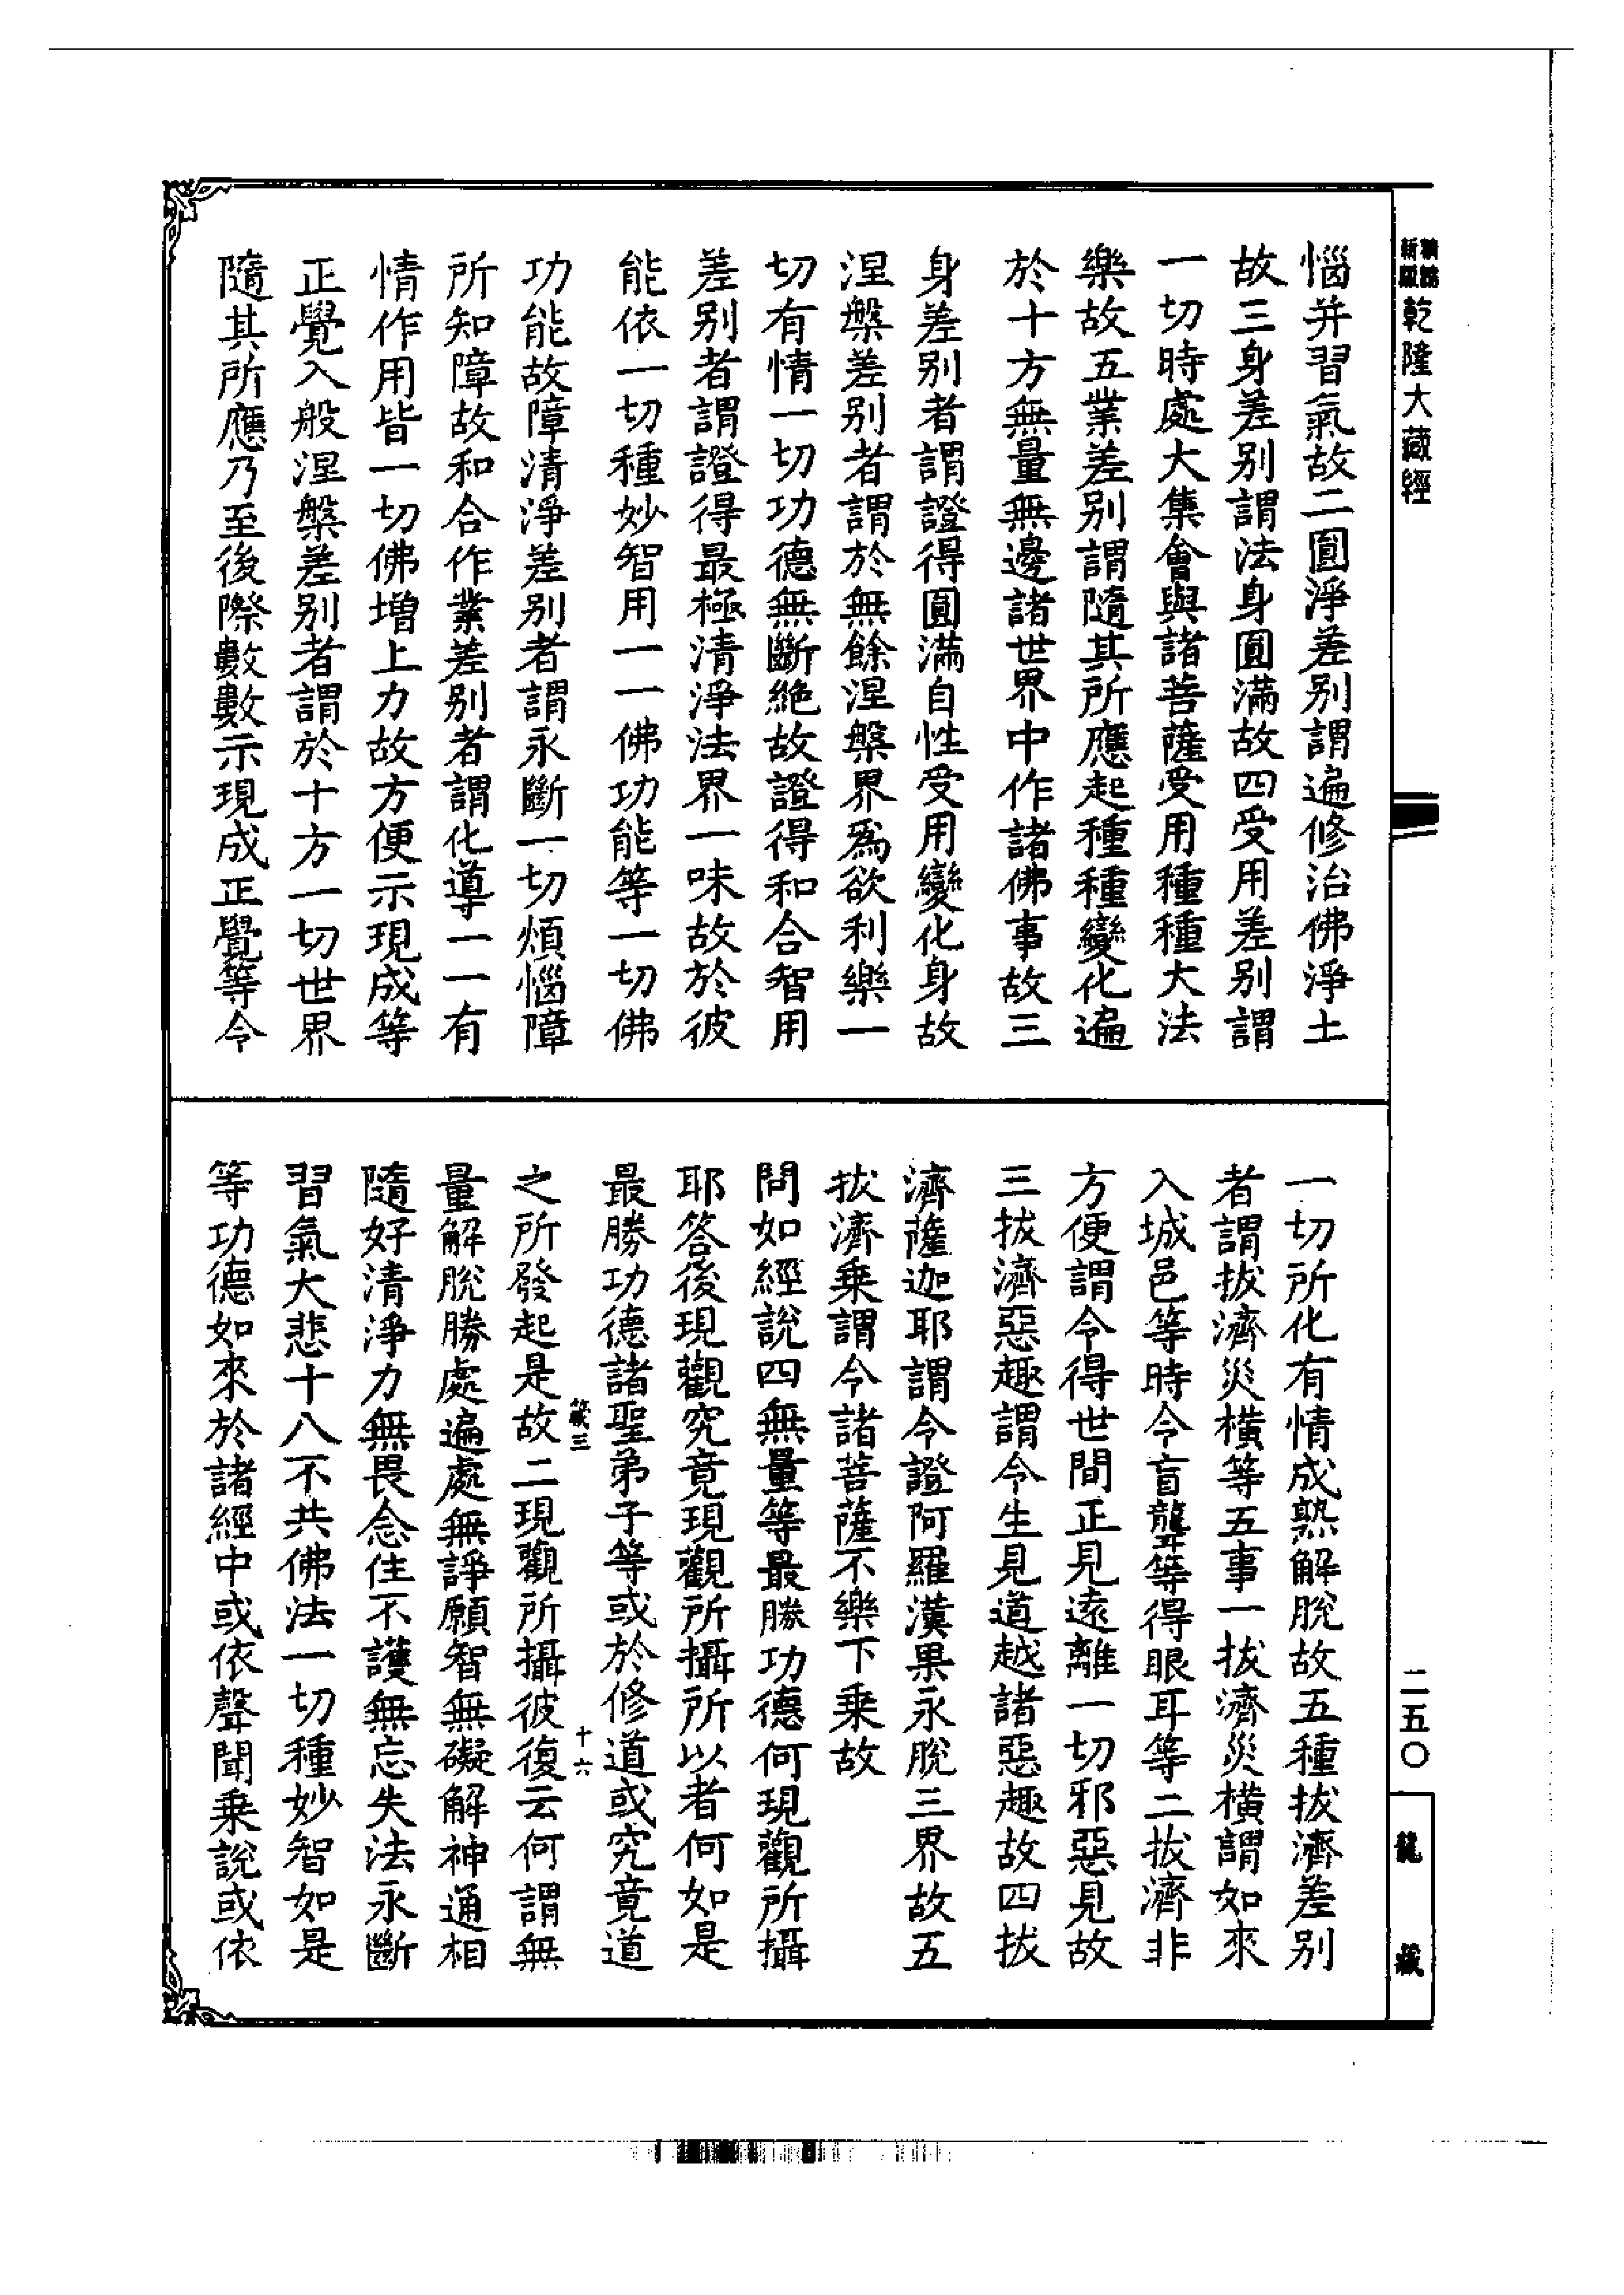 乾隆大藏經
惱并習氣故二圓淨差別謂遍修治佛淨土
故三身差別謂法身圓滿故四受用差別謂
一切時處大集會與諸菩薩受用種種大法
樂故五業差別謂隨其所應起種種變化遍
於十方無量無邊諸世界中作諸佛事故三
身差別者謂證得圓滿自性受用變化身故
涅槃差別者謂於無餘涅槃界爲欲利樂一
切有情一切功德無斷絶故證得和合智用
差別者謂證得最極清淨法界一味故於彼
能依一切種妙智用一一佛功能等一切佛
功能故障清淨差別者謂永斷一切煩惱障
所知障故和合作業差別者謂化導一一有
情作用皆一切佛增上力故方便示現成等
正覺入般涅槃差別者謂於十方一切世界
隨其所應乃至後際數數示現成正覺等令
一切所化有情成熟解脫故五種拔濟差別
者謂拔濟災橫等五事一拔濟災橫謂如來
入城邑等時令盲聾等得眼耳等二拔濟非
方便謂令得世間正見遠離一切邪惡見故
三拔濟惡趣謂令生見道越諸惡趣故四拔
濟薩迦耶謂令證阿羅漢果永脫三界故五
拔濟乘謂令諸菩薩不樂下乘故
問如經說四無量等最勝功德何現觀所攝
耶答後現觀究竟現觀所攝所以者何如是
最勝功德諸聖弟子等或於修道或究竟道
之所發起是故二現觀所攝彼復云何謂無
量解脫勝處遍處無諍願智無礙解神通相
隨好清淨力無畏念住不護無忘失法永斷
習氣大悲十八不共佛法一切種妙智如是
等功德如來於諸經中或依聲聞乘說或依
十六
二五〇
龍藏